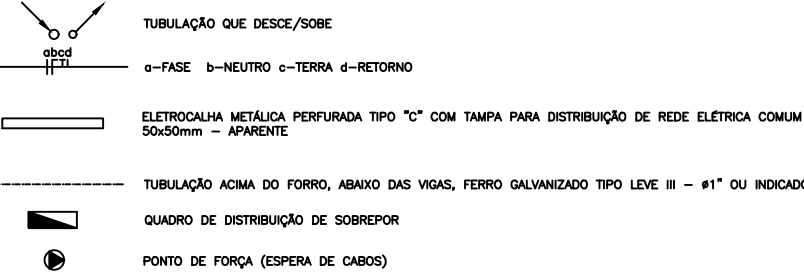 TUBULAÇÃO QUE DESCE/SOBE
abcd
a-FASE b-NEUTRO c-TERRA d-RETORNO
ELETROCALHA METÁLICA PERFURADA TIPO "C" COM TAMPA PARA DISTRIBUIÇÃO DE REDE ELÉTRICA COMUM
50x50mm - APARENTE
TUBULAÇÃO ACIMA DO FORRO, ABAIXO DAS VIGAS, FERRO GALVANIZADO TIPO LEVE III - ø1" OU INDICADO
QUADRO DE DISTRIBUIÇÃO DE SOBREPOR
PONTO DE FORÇA (ESPERA DE CABOS)